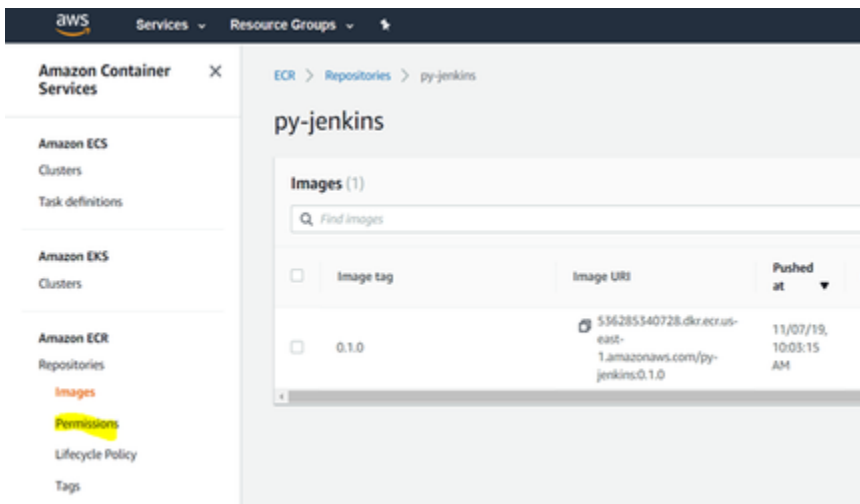 aws
Services
Resource Groups
Amazon Container
Services
ECR > Repositories > py-jenkins
py-jenkins
Amazon ECS
Clusters
Task definitions
Amazon EKS
Clusters
Amazon ECR
Repositories
Images
Permissions
Lifecycle Policy
Tags
Images (1)
Find images
Image tag
Image URI
Pushed
at
0.1.0
536285340728.dkr.ecr.us-
east-
1.amazonaws.com/py-
jenkins:0.1.0
11/07/19,
10:03:15
AM